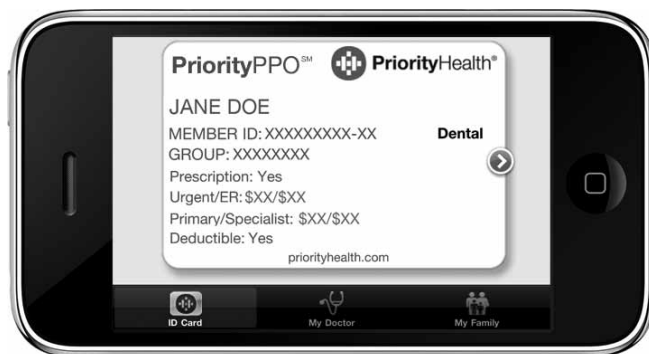 PriorityPPO℠ PriorityHealth®
JANE DOE
MEMBER ID: XXXXXXXXX-XX Dental
GROUP: XXXXXXXX
Prescription: Yes
Urgent/ER: $XX/$XX
Primary/Specialist: $XX/$XX
Deductible: Yes
priorityhealth.com
ID Card My Doctor My Family